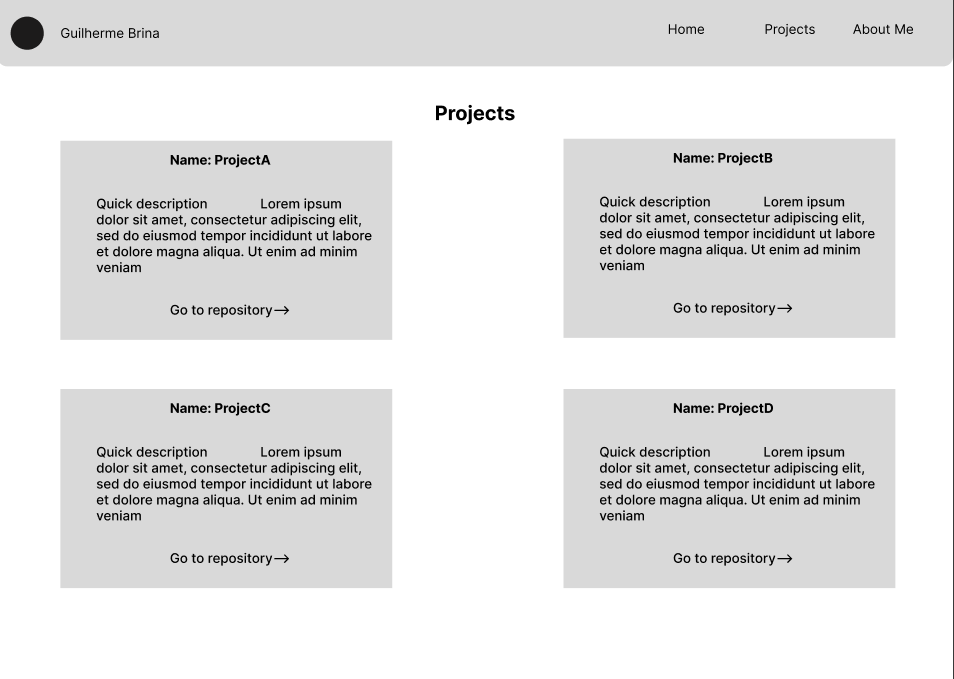 Guilherme Brina
Home
Projects
About Me
Projects
Name: ProjectA
Quick description Lorem ipsum
dolor sit amet, consectetur adipiscing elit,
sed do eiusmod tempor incididunt ut labore
et dolore magna aliqua. Ut enim ad minim
veniam
Go to repository→
Name: ProjectB
Quick description Lorem ipsum
dolor sit amet, consectetur adipiscing elit,
sed do eiusmod tempor incididunt ut labore
et dolore magna aliqua. Ut enim ad minim
veniam
Go to repository→
Name: ProjectC
Quick description Lorem ipsum
dolor sit amet, consectetur adipiscing elit,
sed do eiusmod tempor incididunt ut labore
et dolore magna aliqua. Ut enim ad minim
veniam
Go to repository→
Name: ProjectD
Quick description Lorem ipsum
dolor sit amet, consectetur adipiscing elit,
sed do eiusmod tempor incididunt ut labore
et dolore magna aliqua. Ut enim ad minim
veniam
Go to repository→